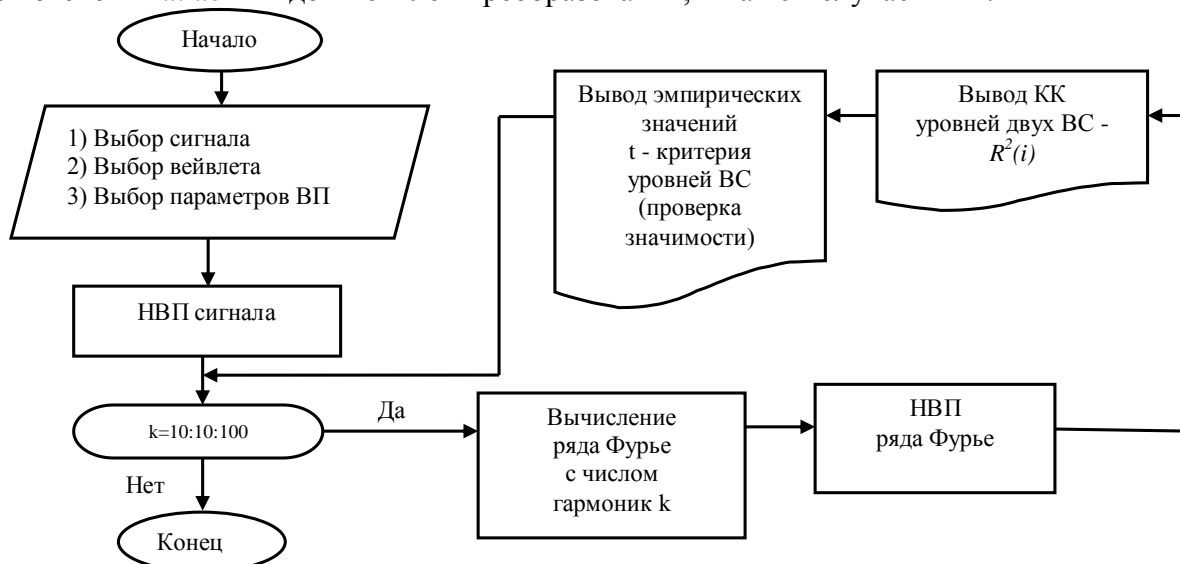 Начало
1) Выбор сигнала
2) Выбор вейвлета
3) Выбор параметров ВП
НВП сигнала
k=10:10:100
Да
Нет
Конец
Вычисление
ряда Фурье
с числом
гармоник k
НВП
ряда Фурье
Вывод КК
уровней двух ВС -
R²(i)
Вывод эмпирических
значений
t - критерия
уровней ВС
(проверка
значимости)